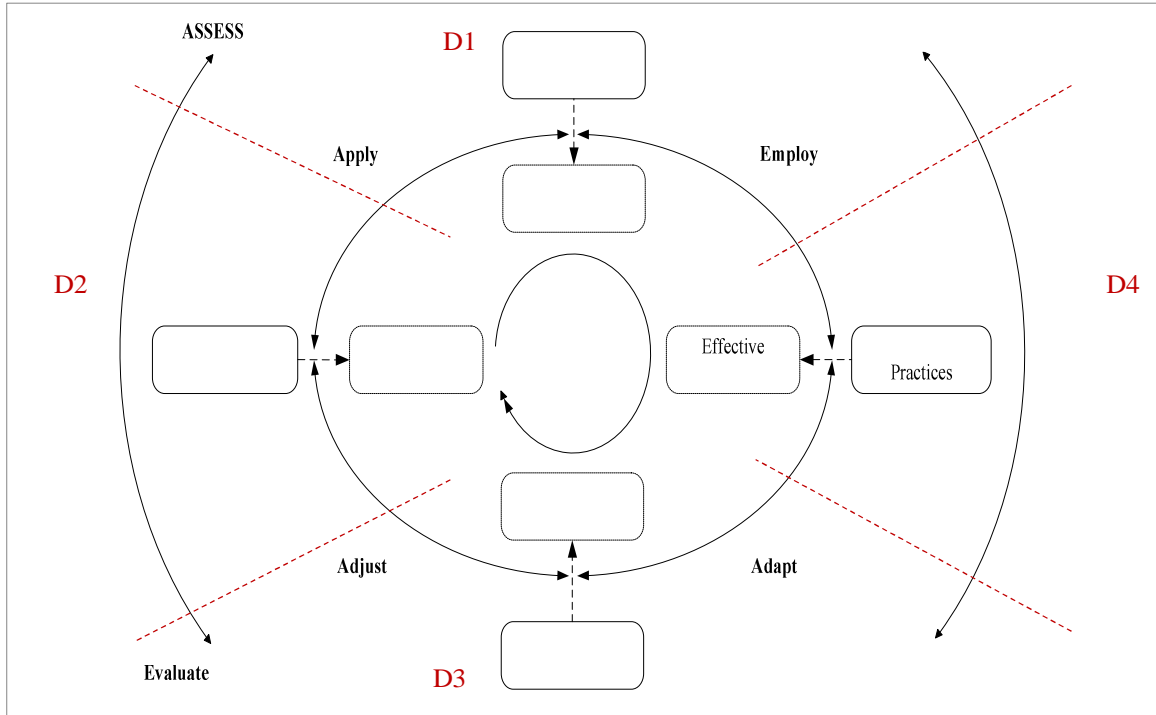 ASSESS
D1
Apply
Employ
D2
D4
Effective
Practices
Adjust
Adapt
Evaluate
D3